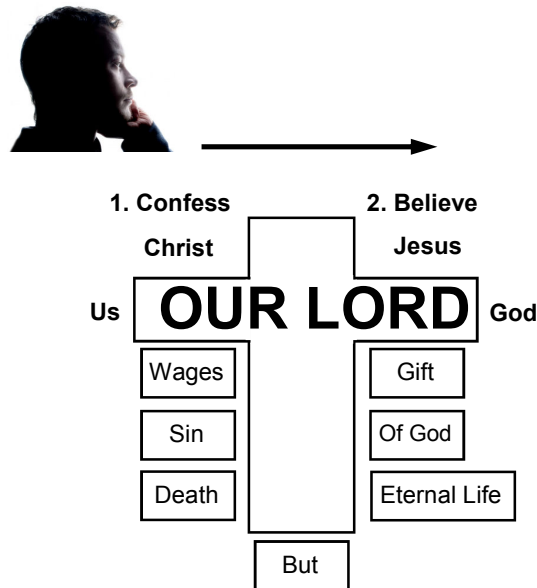 1. Confess 2. Believe
Christ Jesus
Us OUR LORD God
Wages Gift
Sin Of God
Death Eternal Life
But